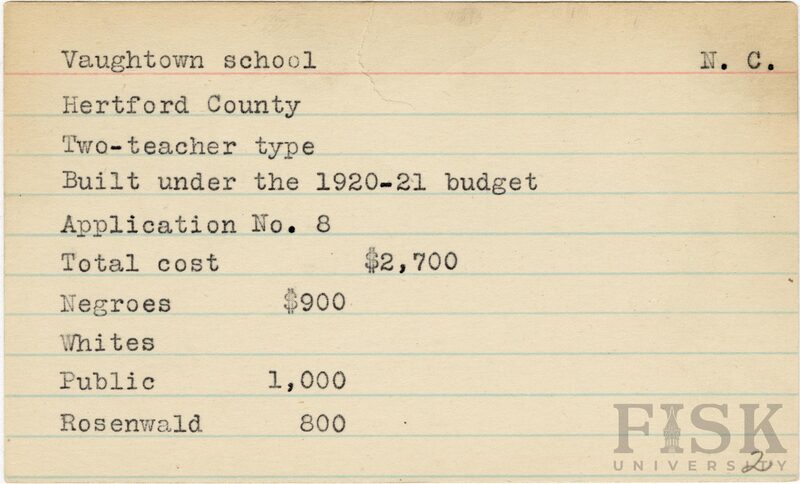 Vaughtown school N. C.
Hertford County
Two-teacher type
Built under the 1920-21 budget
Application No. 8
Total cost $2,700
Negroes $900
Whites
Public 1,000
Rosenwald 800
FISK
UNIVERSITY
2